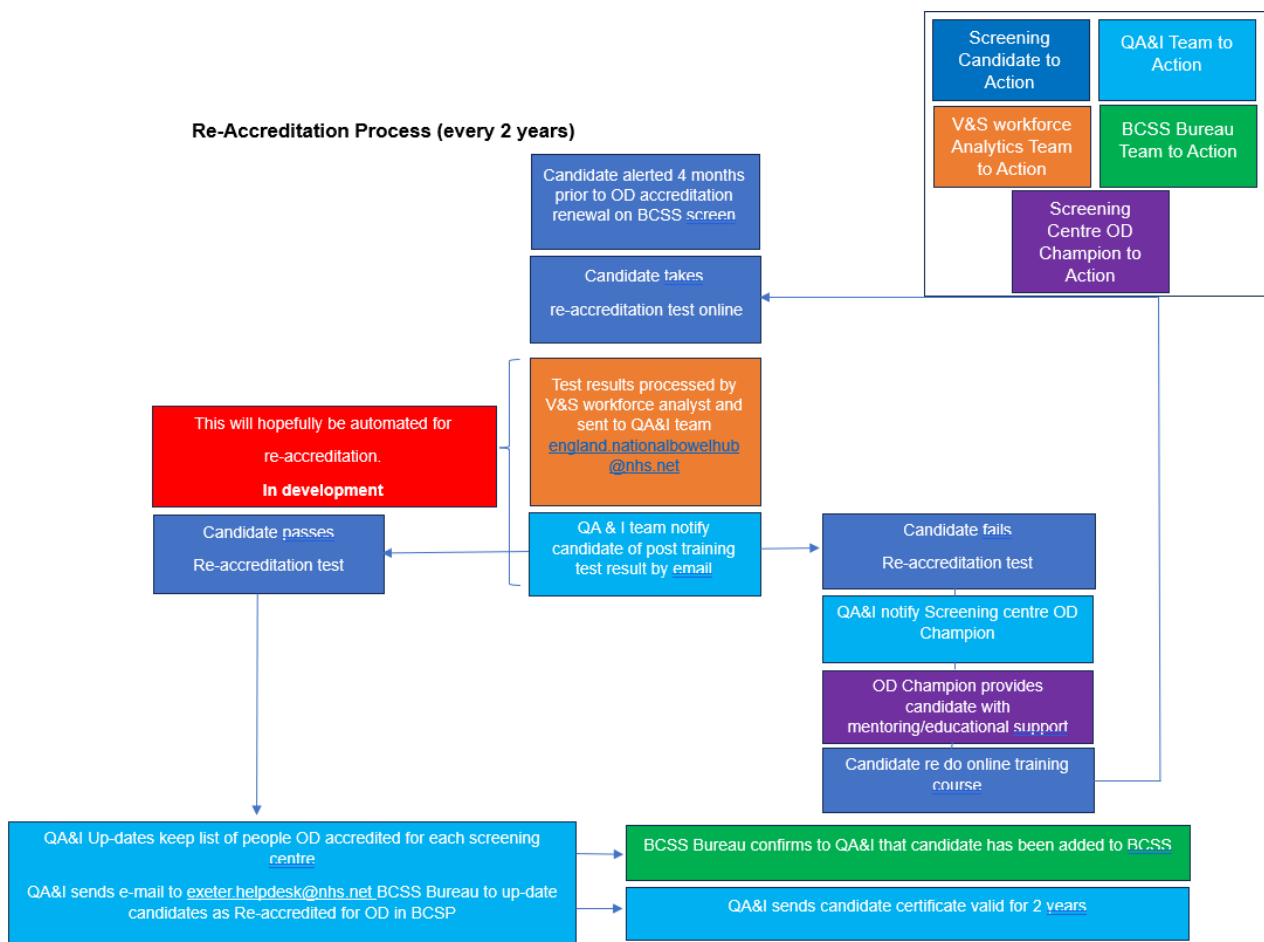 Screening
Candidate to
Action
QA&I Team to
Action
V&S workforce
Analytics Team
to Action
BCSS Bureau
Team to Action
Screening
Centre OD
Champion to
Action
Re-Accreditation Process (every 2 years)
Candidate alerted 4 months
prior to OD accreditation
renewal on BCSS screen
Candidate takes
re-accreditation test online
Test results processed by
V&S workforce analyst and
sent to QA&I team
england.nationalbowelhub
@nhs.net
This will hopefully be automated for
re-accreditation.
In development
QA & I team notify
candidate of post training
test result by email
Candidate passes
Re-accreditation test
Candidate fails
Re-accreditation test
QA&I notify Screening centre OD
Champion
OD Champion provides
candidate with
mentoring/educational support
Candidate re do online training
course
QA&I Up-dates keep list of people OD accredited for each screening
centre
QA&I sends e-mail to exeter.helpdesk@nhs.net BCSS Bureau to up-date
candidates as Re-accredited for OD in BCSP
BCSS Bureau confirms to QA&I that candidate has been added to BCSS
QA&I sends candidate certificate valid for 2 years